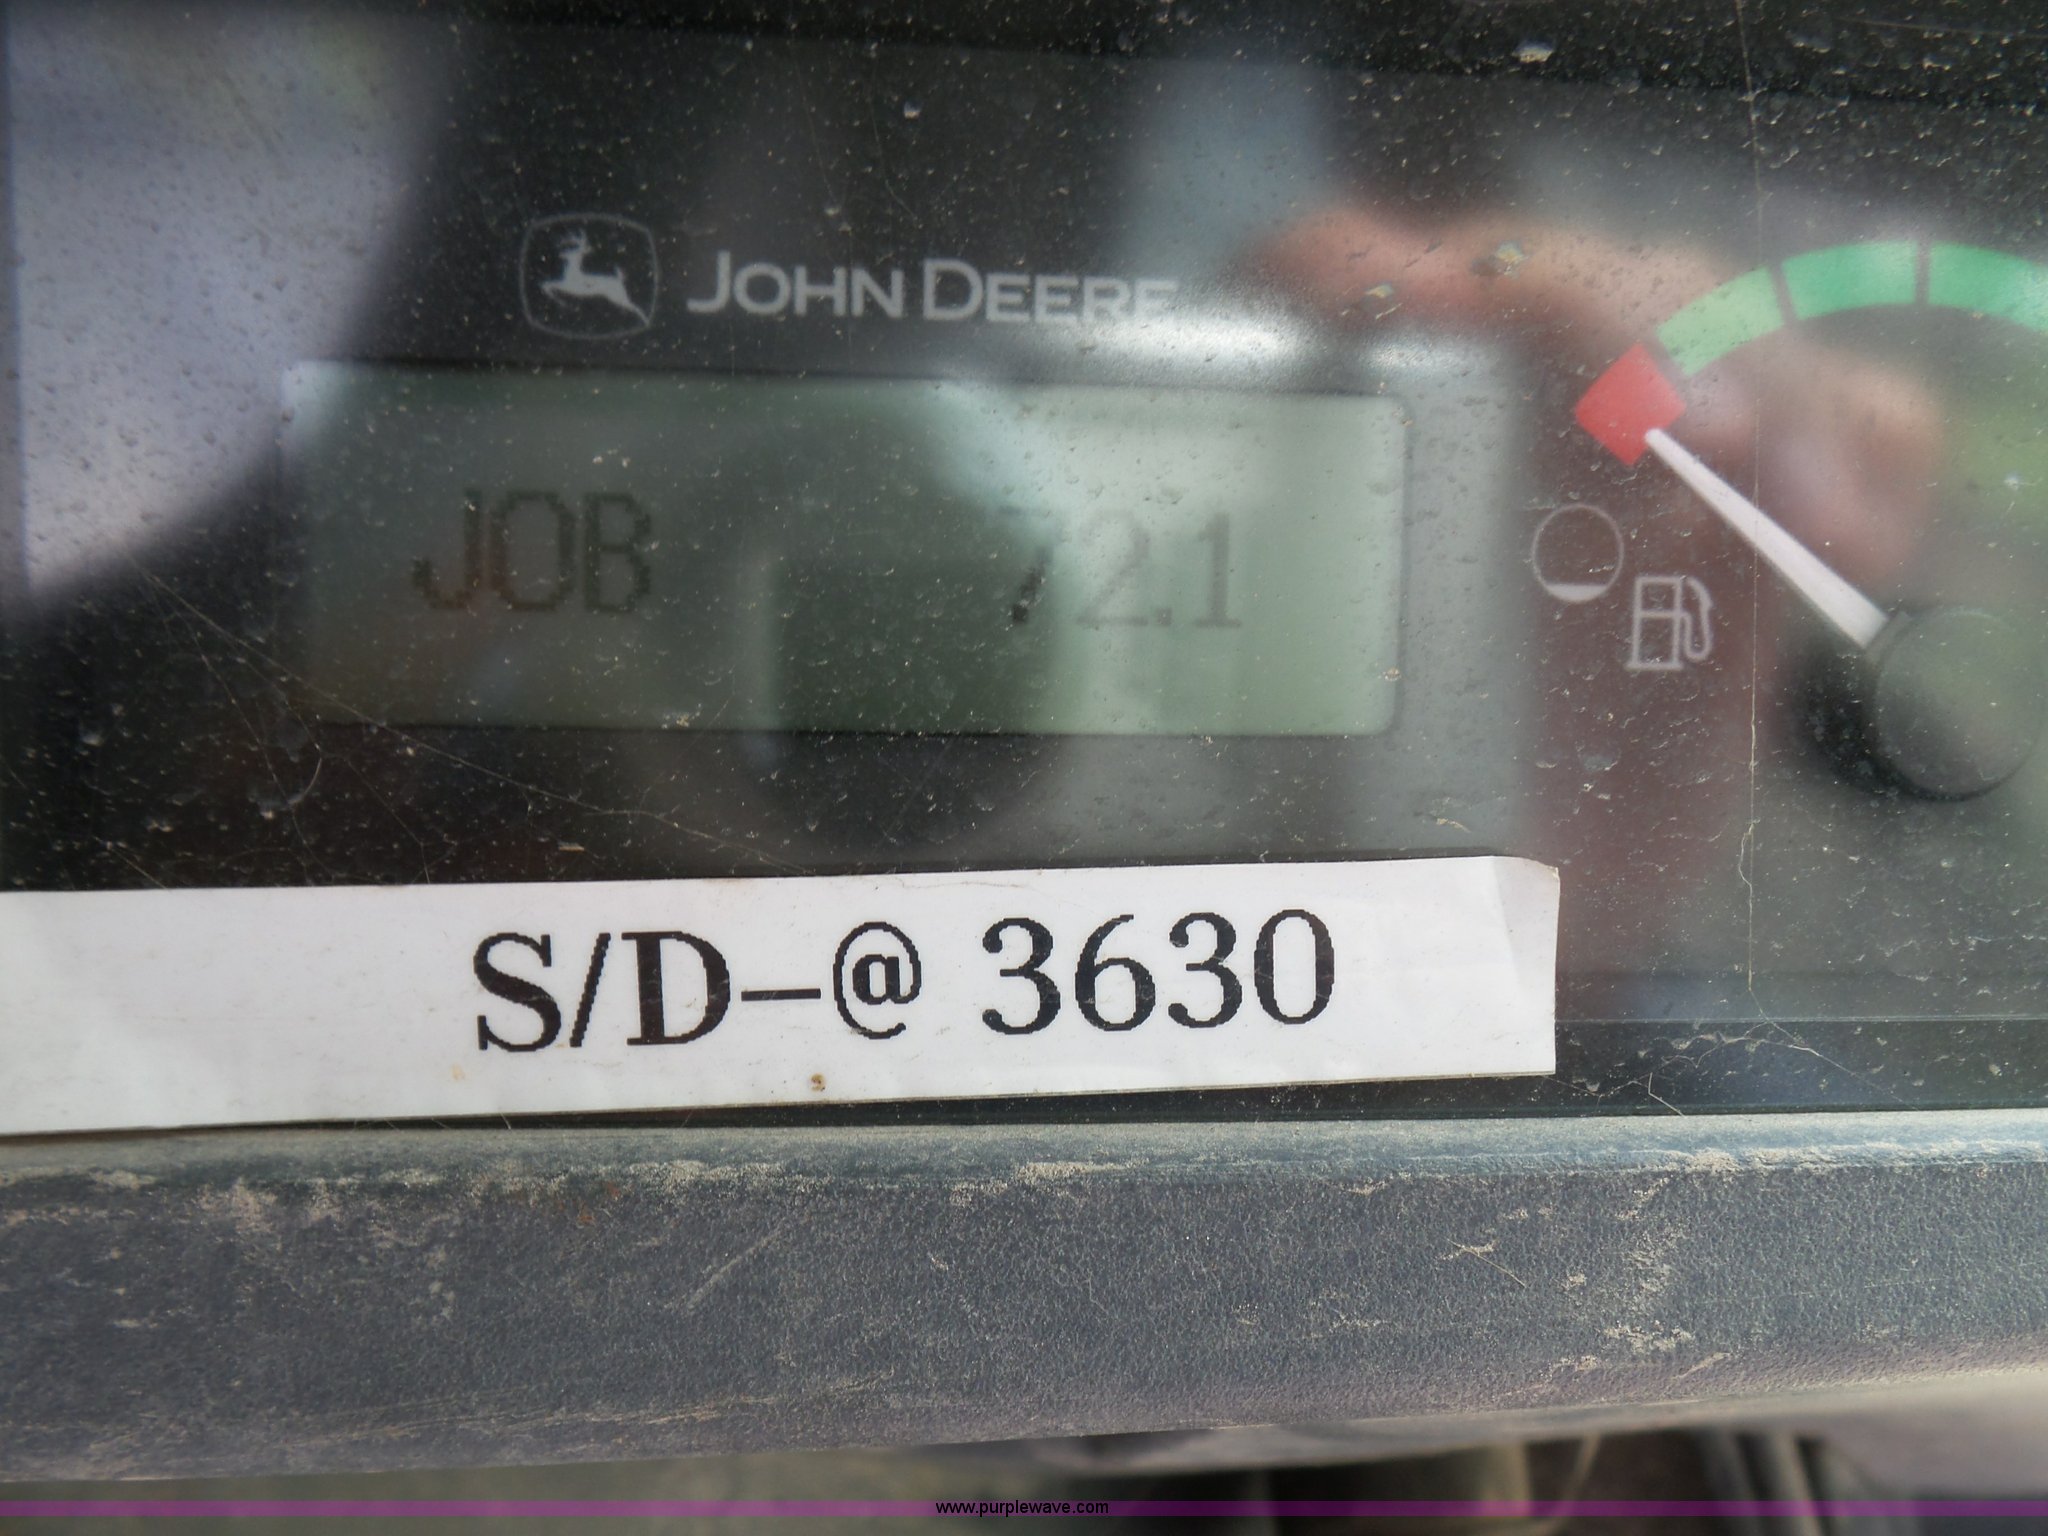 JOHN DEERE
JOB 72.1
S/D-@ 3630
www.purplewave.com